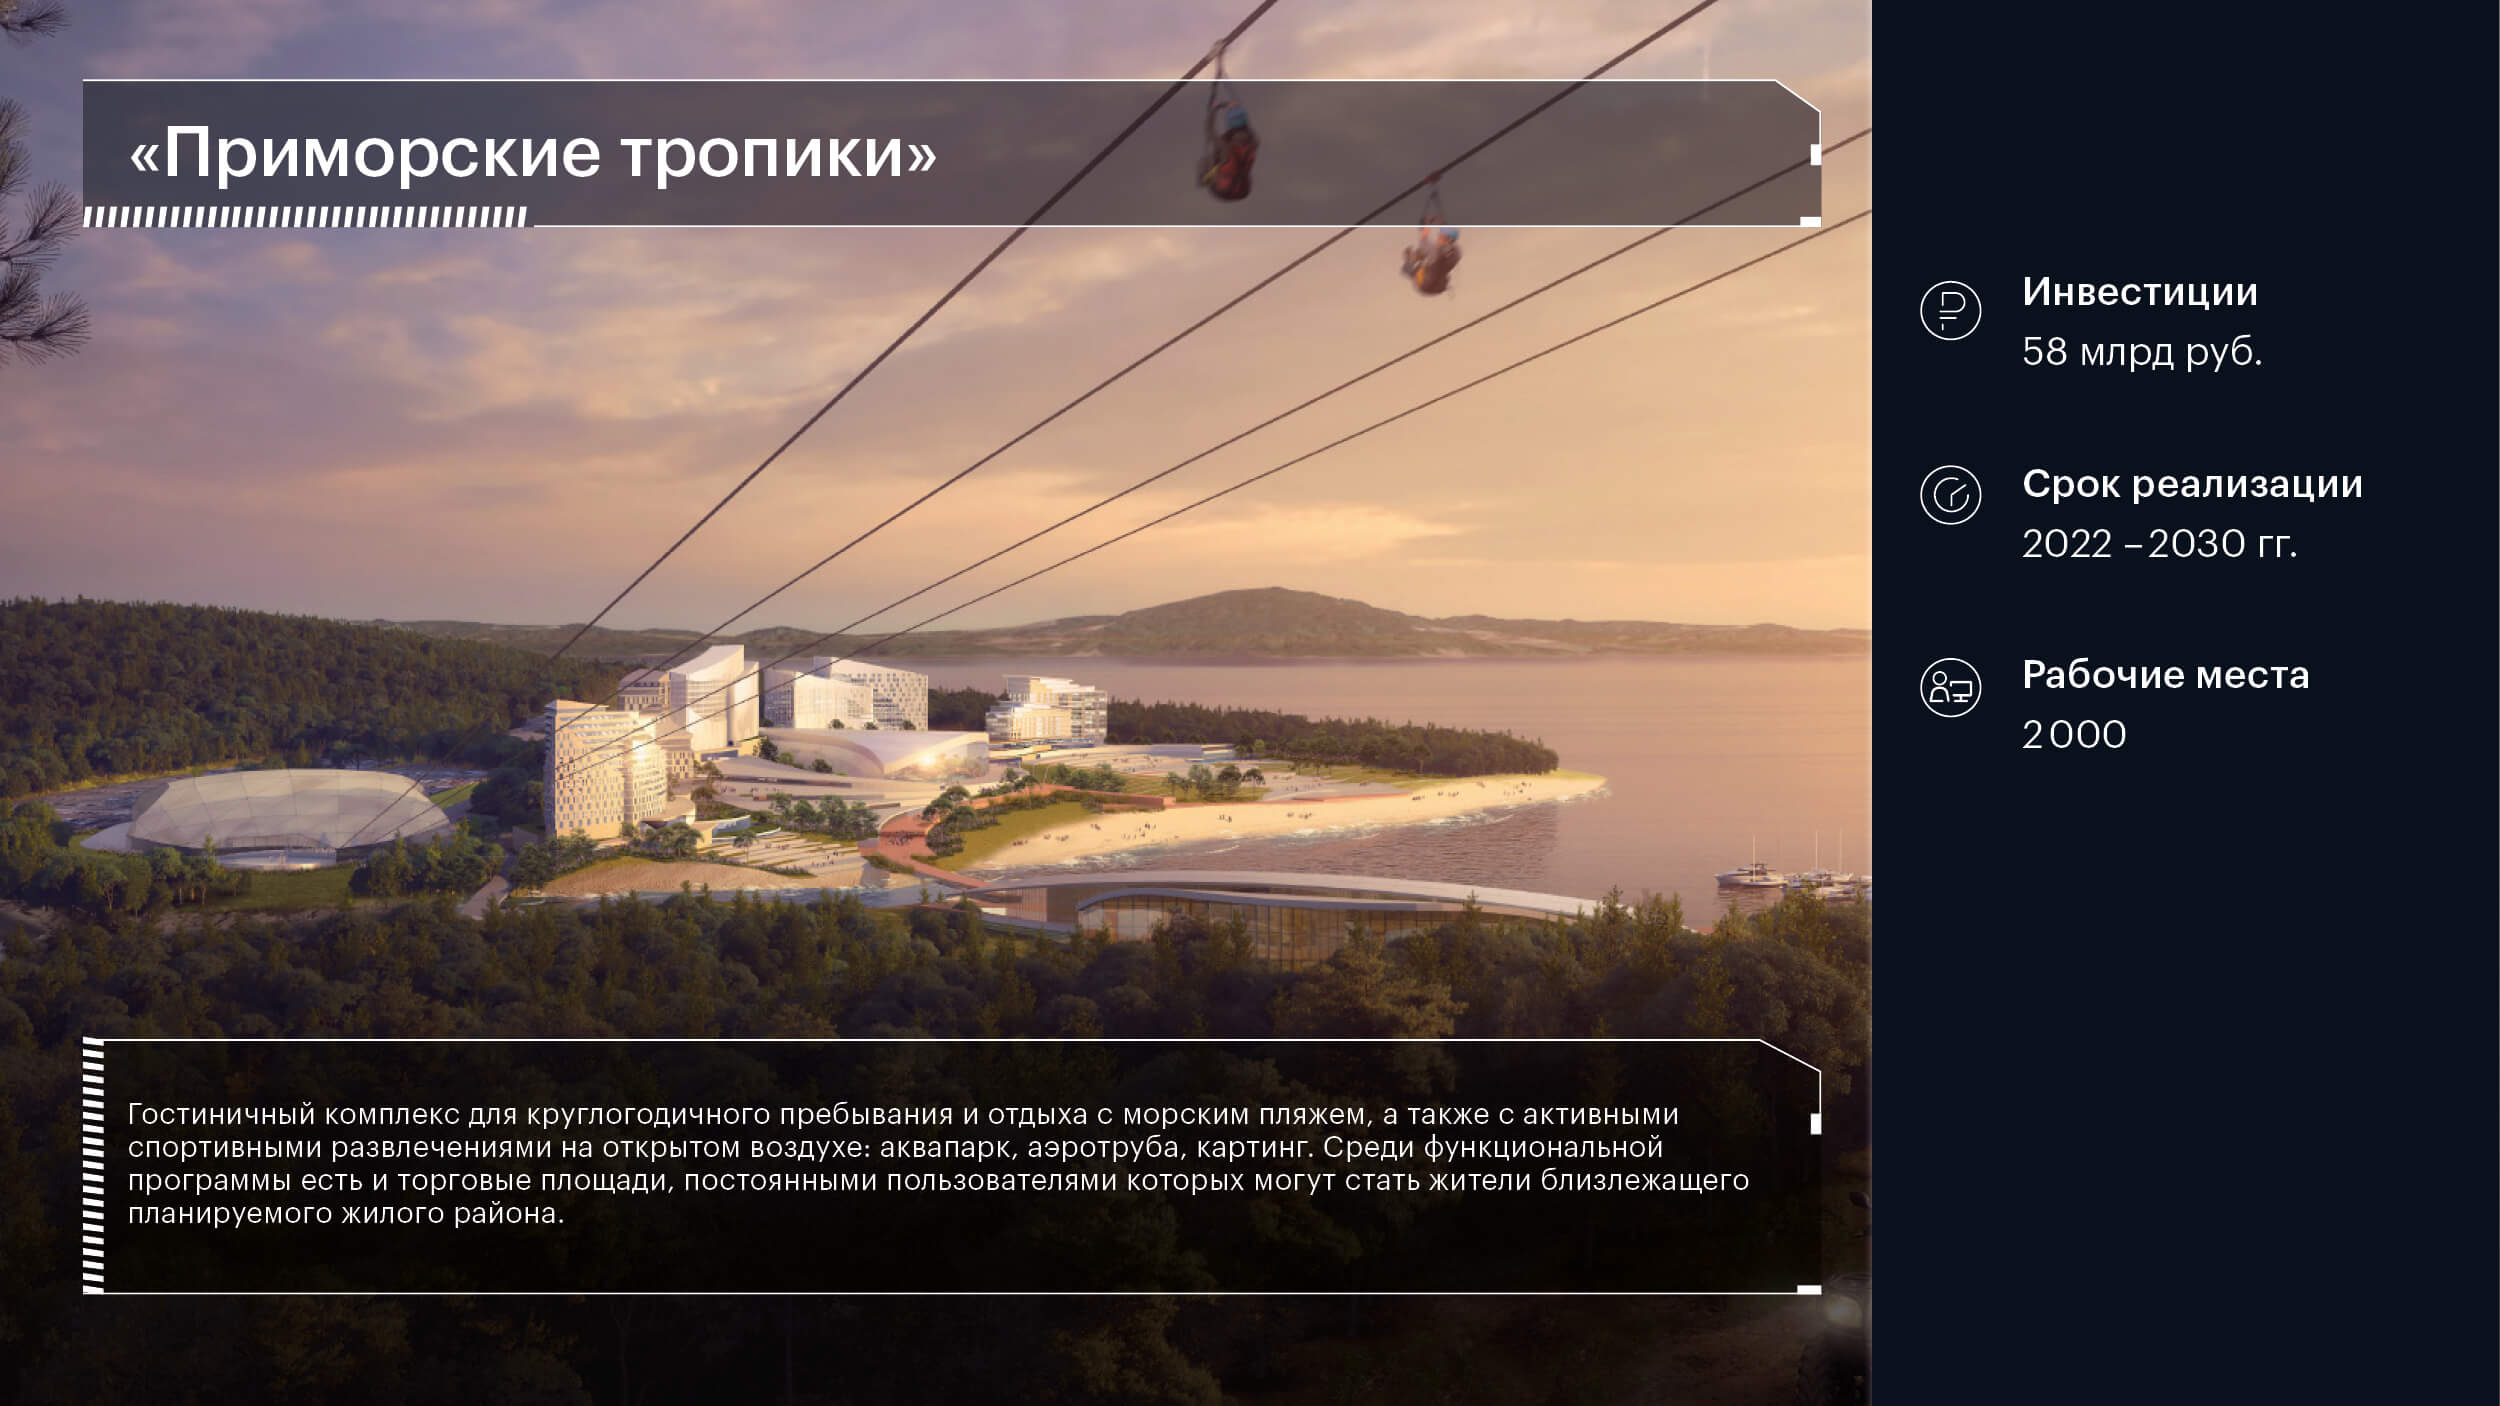 «Приморские тропики»
Инвестиции
58 млрд руб.
Срок реализации
2022 – 2030 гг.
Рабочие места
2 000
Гостиничный комплекс для круглогодичного пребывания и отдыха с морским пляжем, а также с активными
спортивными развлечениями на открытом воздухе: аквапарк, аэротруба, картинг. Среди функциональной
программы есть и торговые площади, постоянными пользователями которых могут стать жители близлежащего
планируемого жилого района.